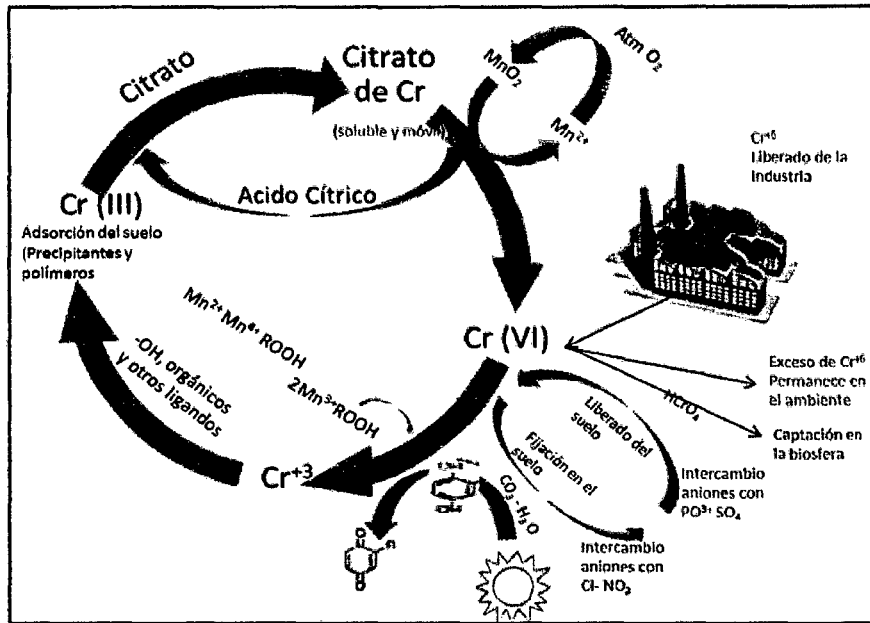 Citrato
Citrato
de Cr
(soluble y móvil)
MnO₂
Atm O₂
Mn²⁺
Cr⁺⁶
Liberado de la
Industria
Acido Cítrico
Cr (III)
Adsorción del suelo
(Precipitantes y
polímeros
Mn²⁺ Mn⁴⁺ ROOH
2Mn³⁺ROOH
-OH, orgánicos
y otros ligandos
Cr (VI)
Exceso de Cr⁺⁶
Permanece en
el ambiente
HCrO₄
Captación en
la biosfera
Liberado del
suelo
Fijación en el
suelo
Intercambio
aniones con
PO³⁺ SO₄
Cr⁺³
CO₂ - H₂O
Intercambio
aniones con
Cl- NO₃